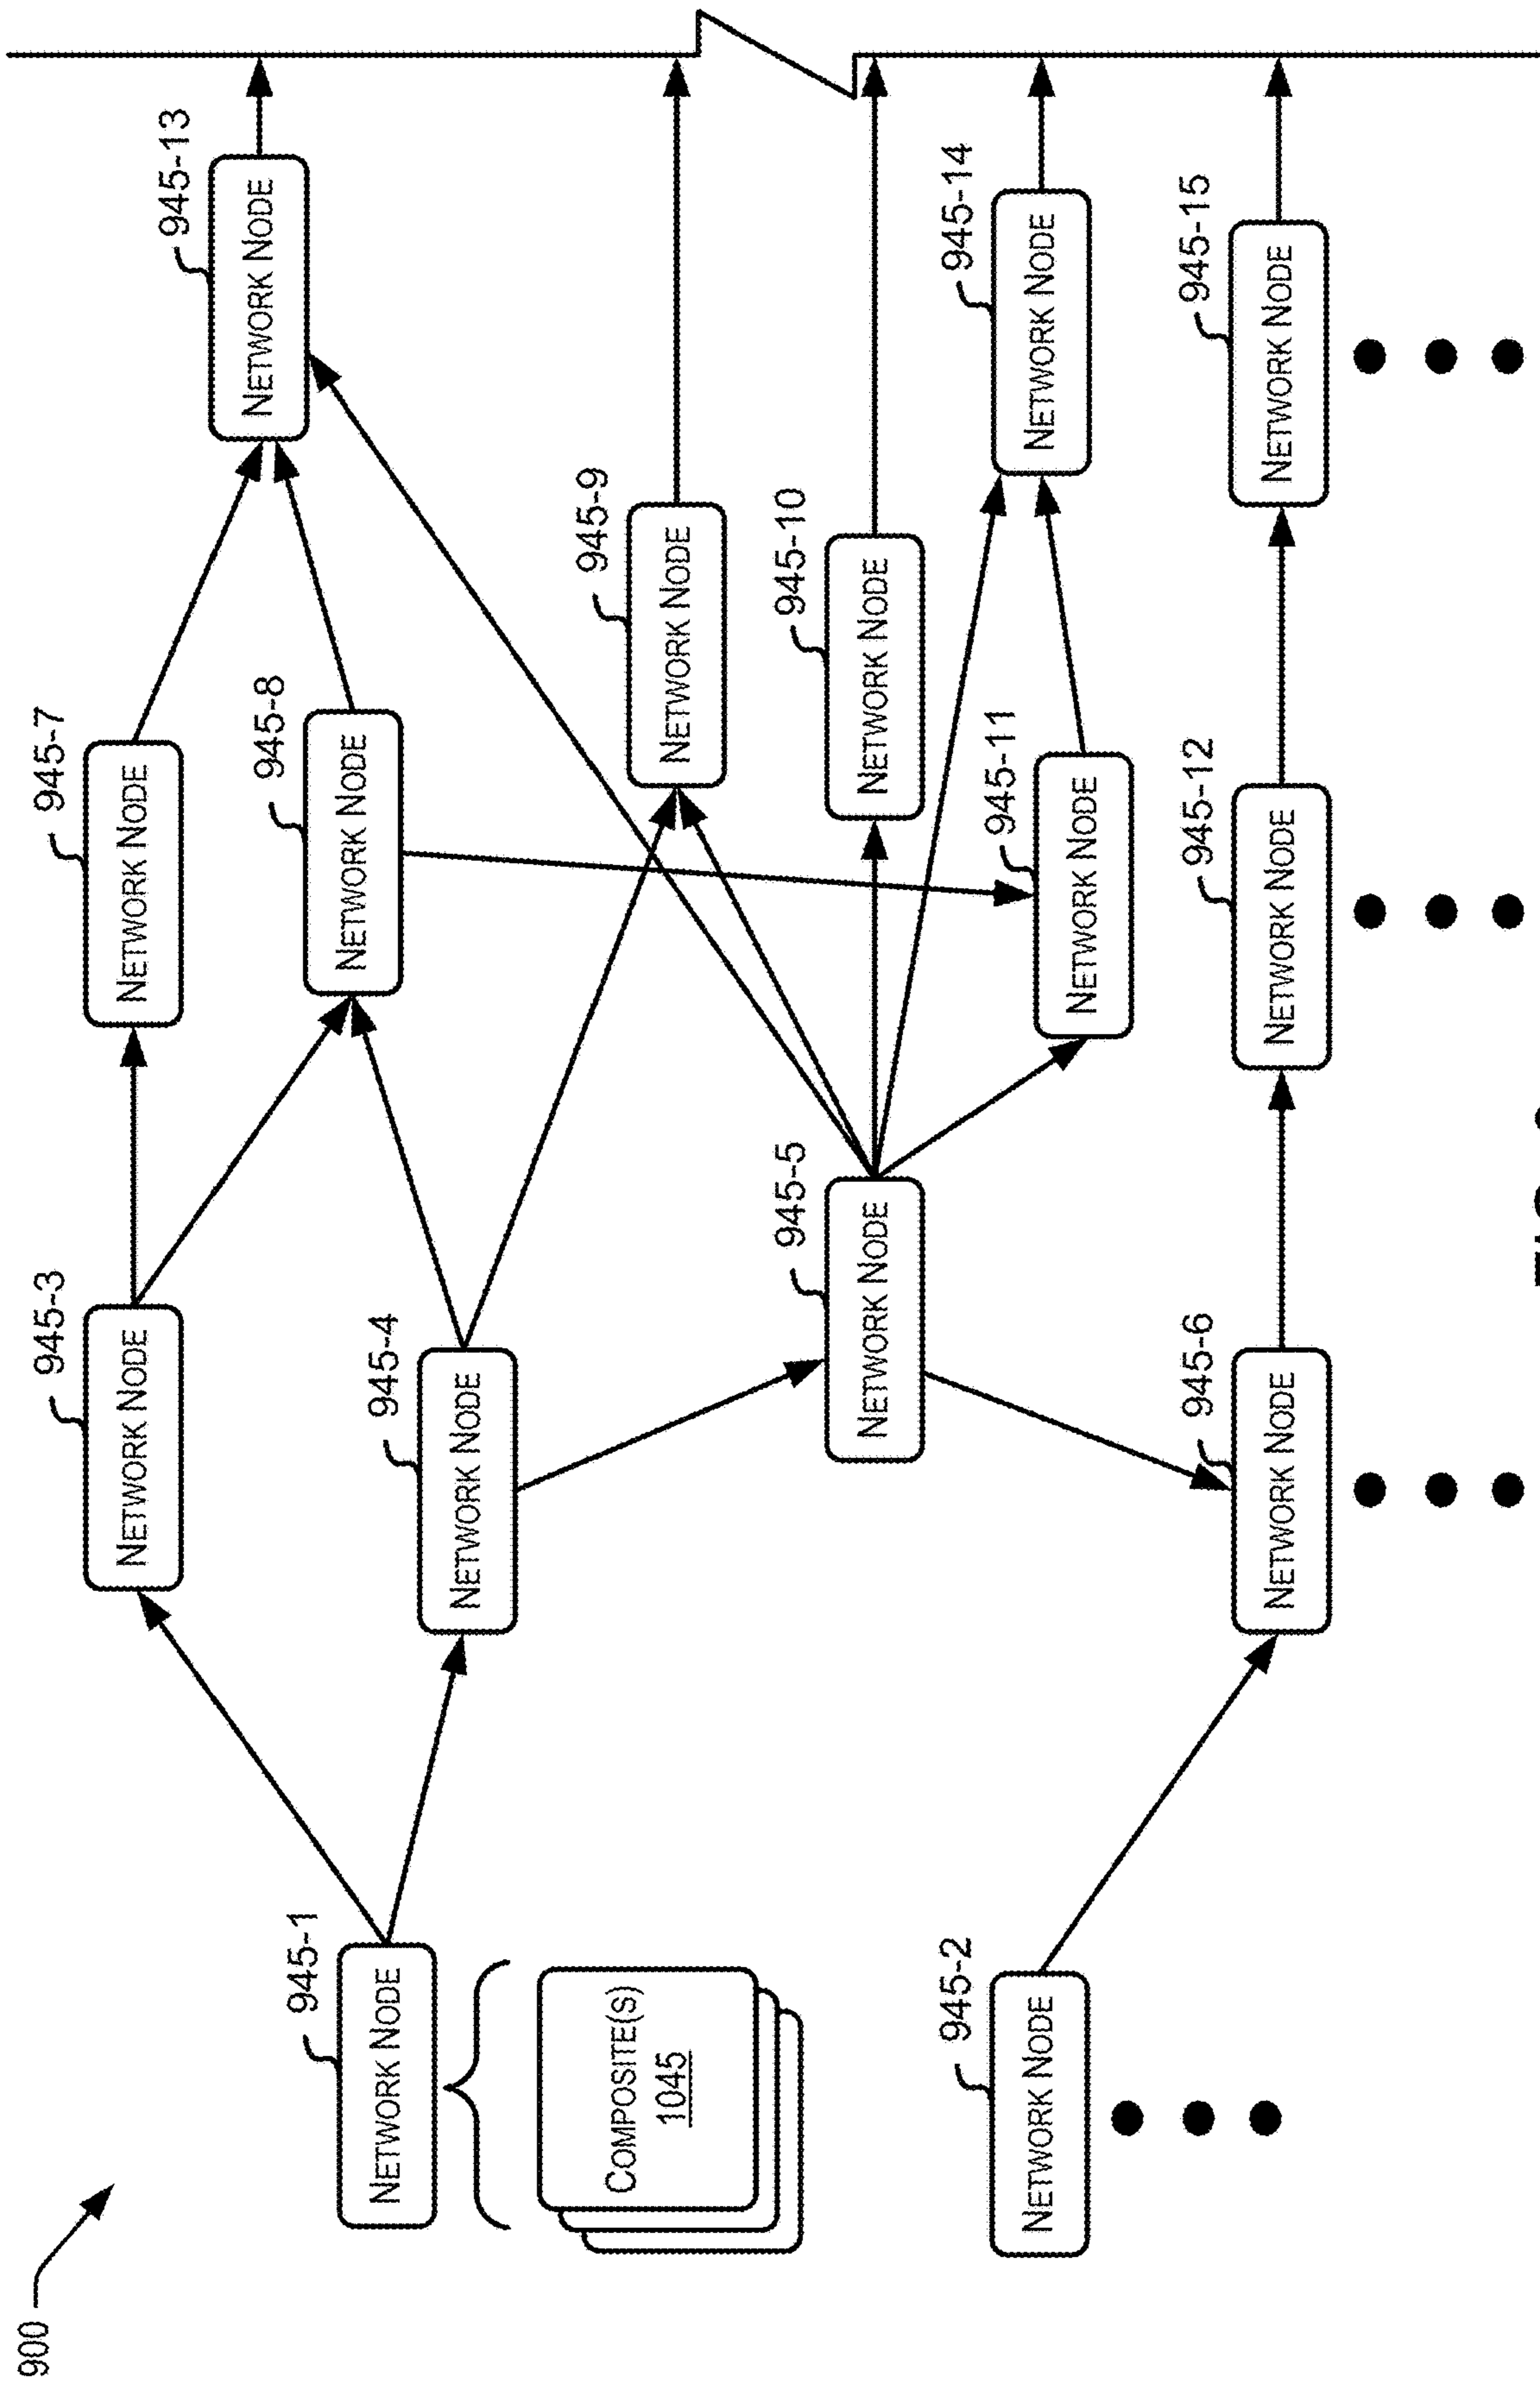 900
945-1
NETWORK NODE
COMPOSITE(S)
1045
945-2
NETWORK NODE
945-3
NETWORK NODE
945-4
NETWORK NODE
945-5
NETWORK NODE
945-6
NETWORK NODE
945-7
NETWORK NODE
945-8
NETWORK NODE
945-9
NETWORK NODE
945-10
NETWORK NODE
945-11
NETWORK NODE
945-12
NETWORK NODE
945-13
NETWORK NODE
945-14
NETWORK NODE
945-15
NETWORK NODE